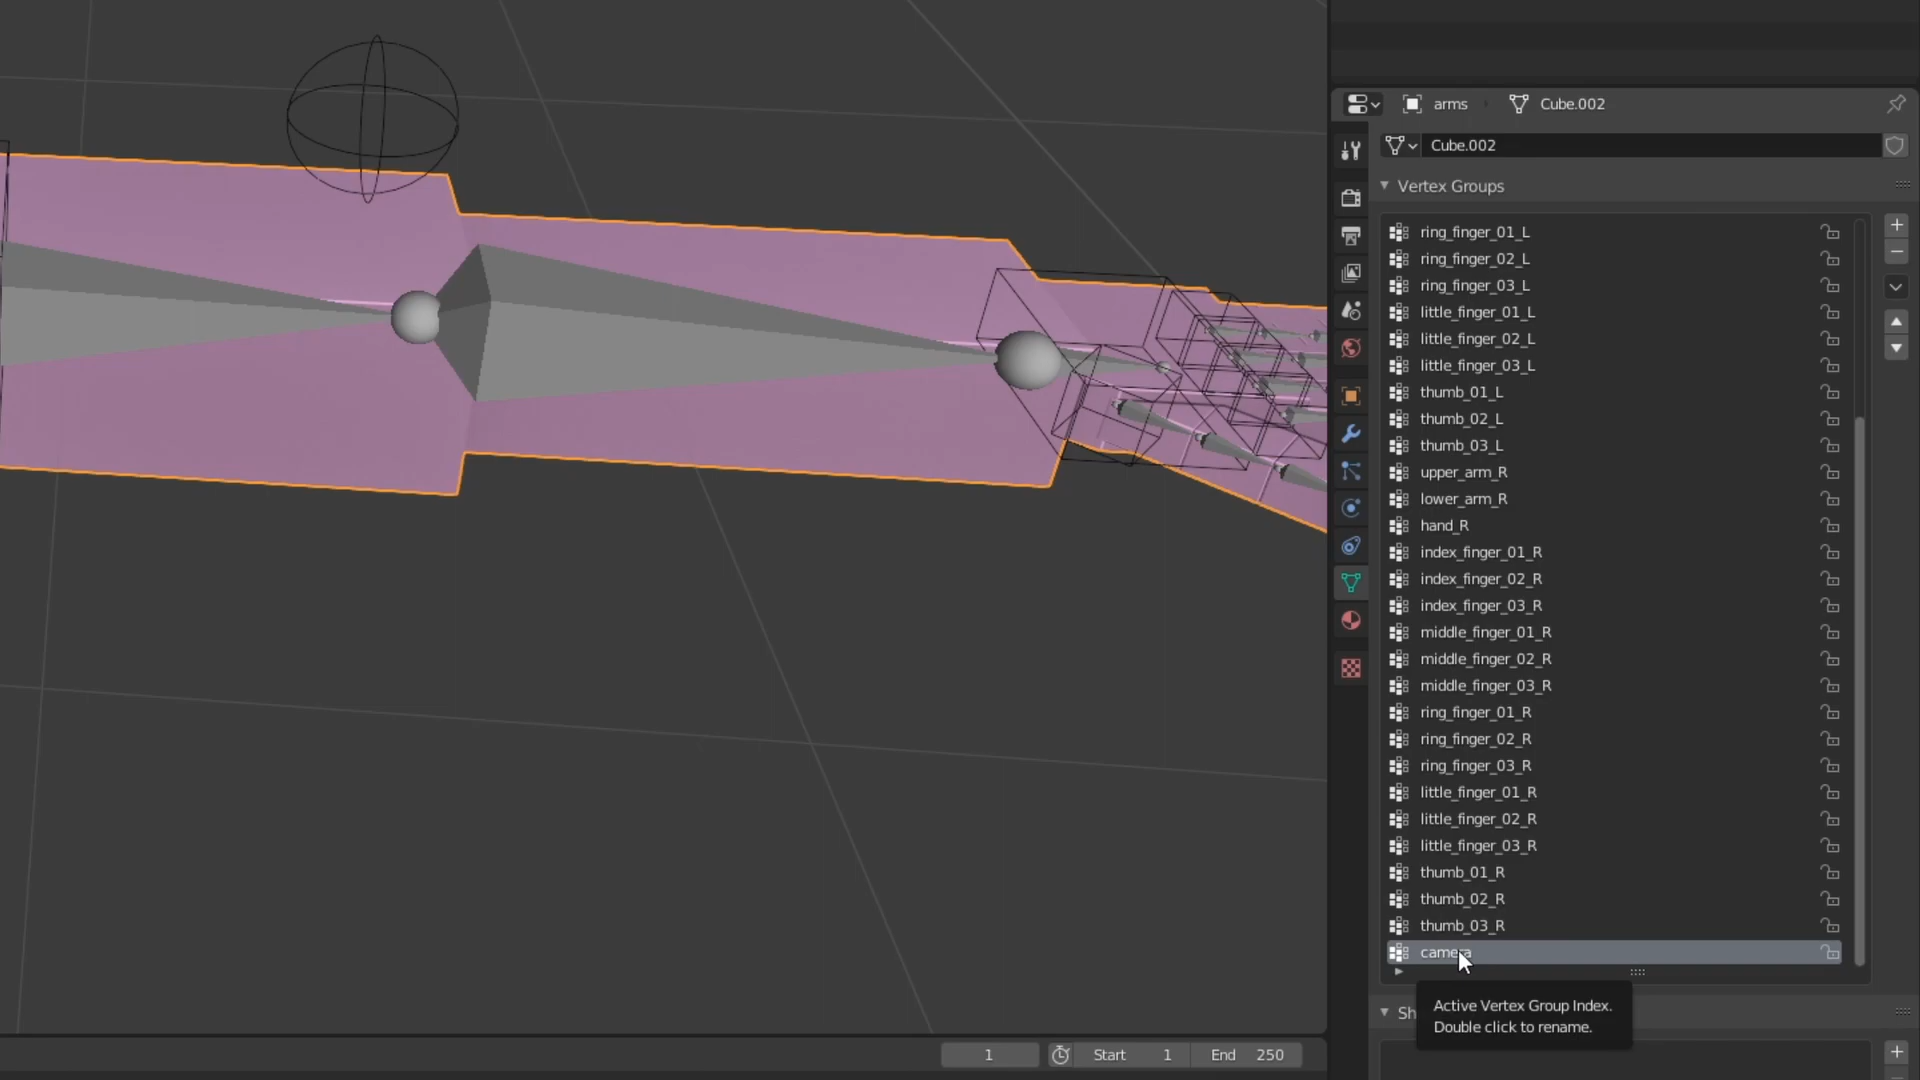 arms
Cube.002
Cube.002
Vertex Groups
ring_finger_01_L
ring_finger_02_L
ring_finger_03_L
little_finger_01_L
little_finger_02_L
little_finger_03_L
thumb_01_L
thumb_02_L
thumb_03_L
upper_arm_R
lower_arm_R
hand_R
index_finger_01_R
index_finger_02_R
index_finger_03_R
middle_finger_01_R
middle_finger_02_R
middle_finger_03_R
ring_finger_01_R
ring_finger_02_R
ring_finger_03_R
little_finger_01_R
little_finger_02_R
little_finger_03_R
thumb_01_R
thumb_02_R
thumb_03_R
camera
Sh
Active Vertex Group Index.
Double click to rename.
1
Start 1
End 250